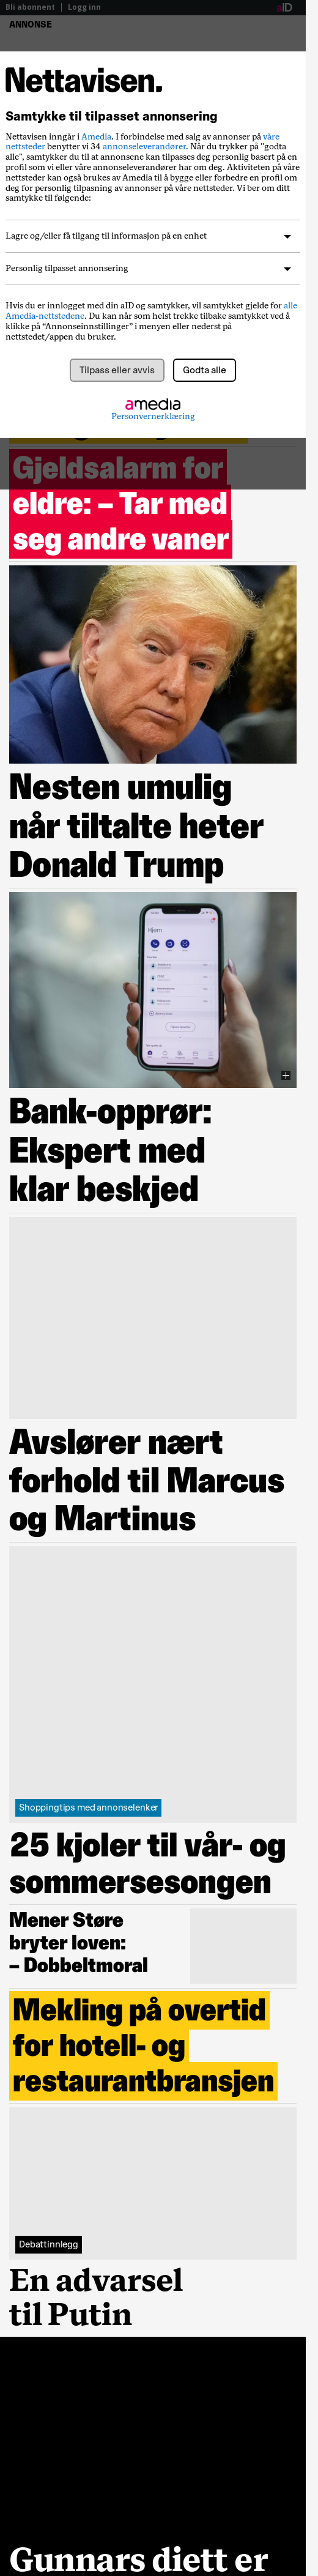 Bli abonnent | Logg inn
aID
ANNONSE
Nettavisen.
Samtykke til tilpasset annonsering
Nettavisen inngår i Amedia. I forbindelse med salg av annonser på våre
nettsteder benytter vi 34 annonseleverandører. Når du trykker på "godta
alle", samtykker du til at annonsene kan tilpasses deg personlig basert på en
profil som vi eller våre annonseleverandører har om deg. Aktivitetene på våre
nettsteder kan også brukes av Amedia til å bygge eller forbedre en profil om
deg for personlig tilpasning av annonser på våre nettsteder. Vi ber om ditt
samtykke til følgende:
Lagre og/eller få tilgang til informasjon på en enhet
Personlig tilpasset annonsering
Hvis du er innlogget med din aID og samtykker, vil samtykket gjelde for alle
Amedia-nettstedene. Du kan når som helst trekke tilbake samtykket ved å
klikke på “Annonseinnstillinger” i menyen eller nederst på
nettstedet/appen du bruker.
Tilpass eller avvis
Godta alle
amedia
Personvernerklæring
Gjeldsalarm for
eldre: – Tar med
seg andre vaner
Nesten umulig
når tiltalte heter
Donald Trump
Hjem
Bank-opprør:
Ekspert med
klar beskjed
Avslører nært
forhold til Marcus
og Martinus
Shoppingtips med annonselenker
25 kjoler til vår- og
sommersesongen
Mener Støre
bryter loven:
– Dobbeltmoral
Mekling på overtid
for hotell- og
restaurantbransjen
Debattinnlegg
En advarsel
til Putin
Gunnars diett er